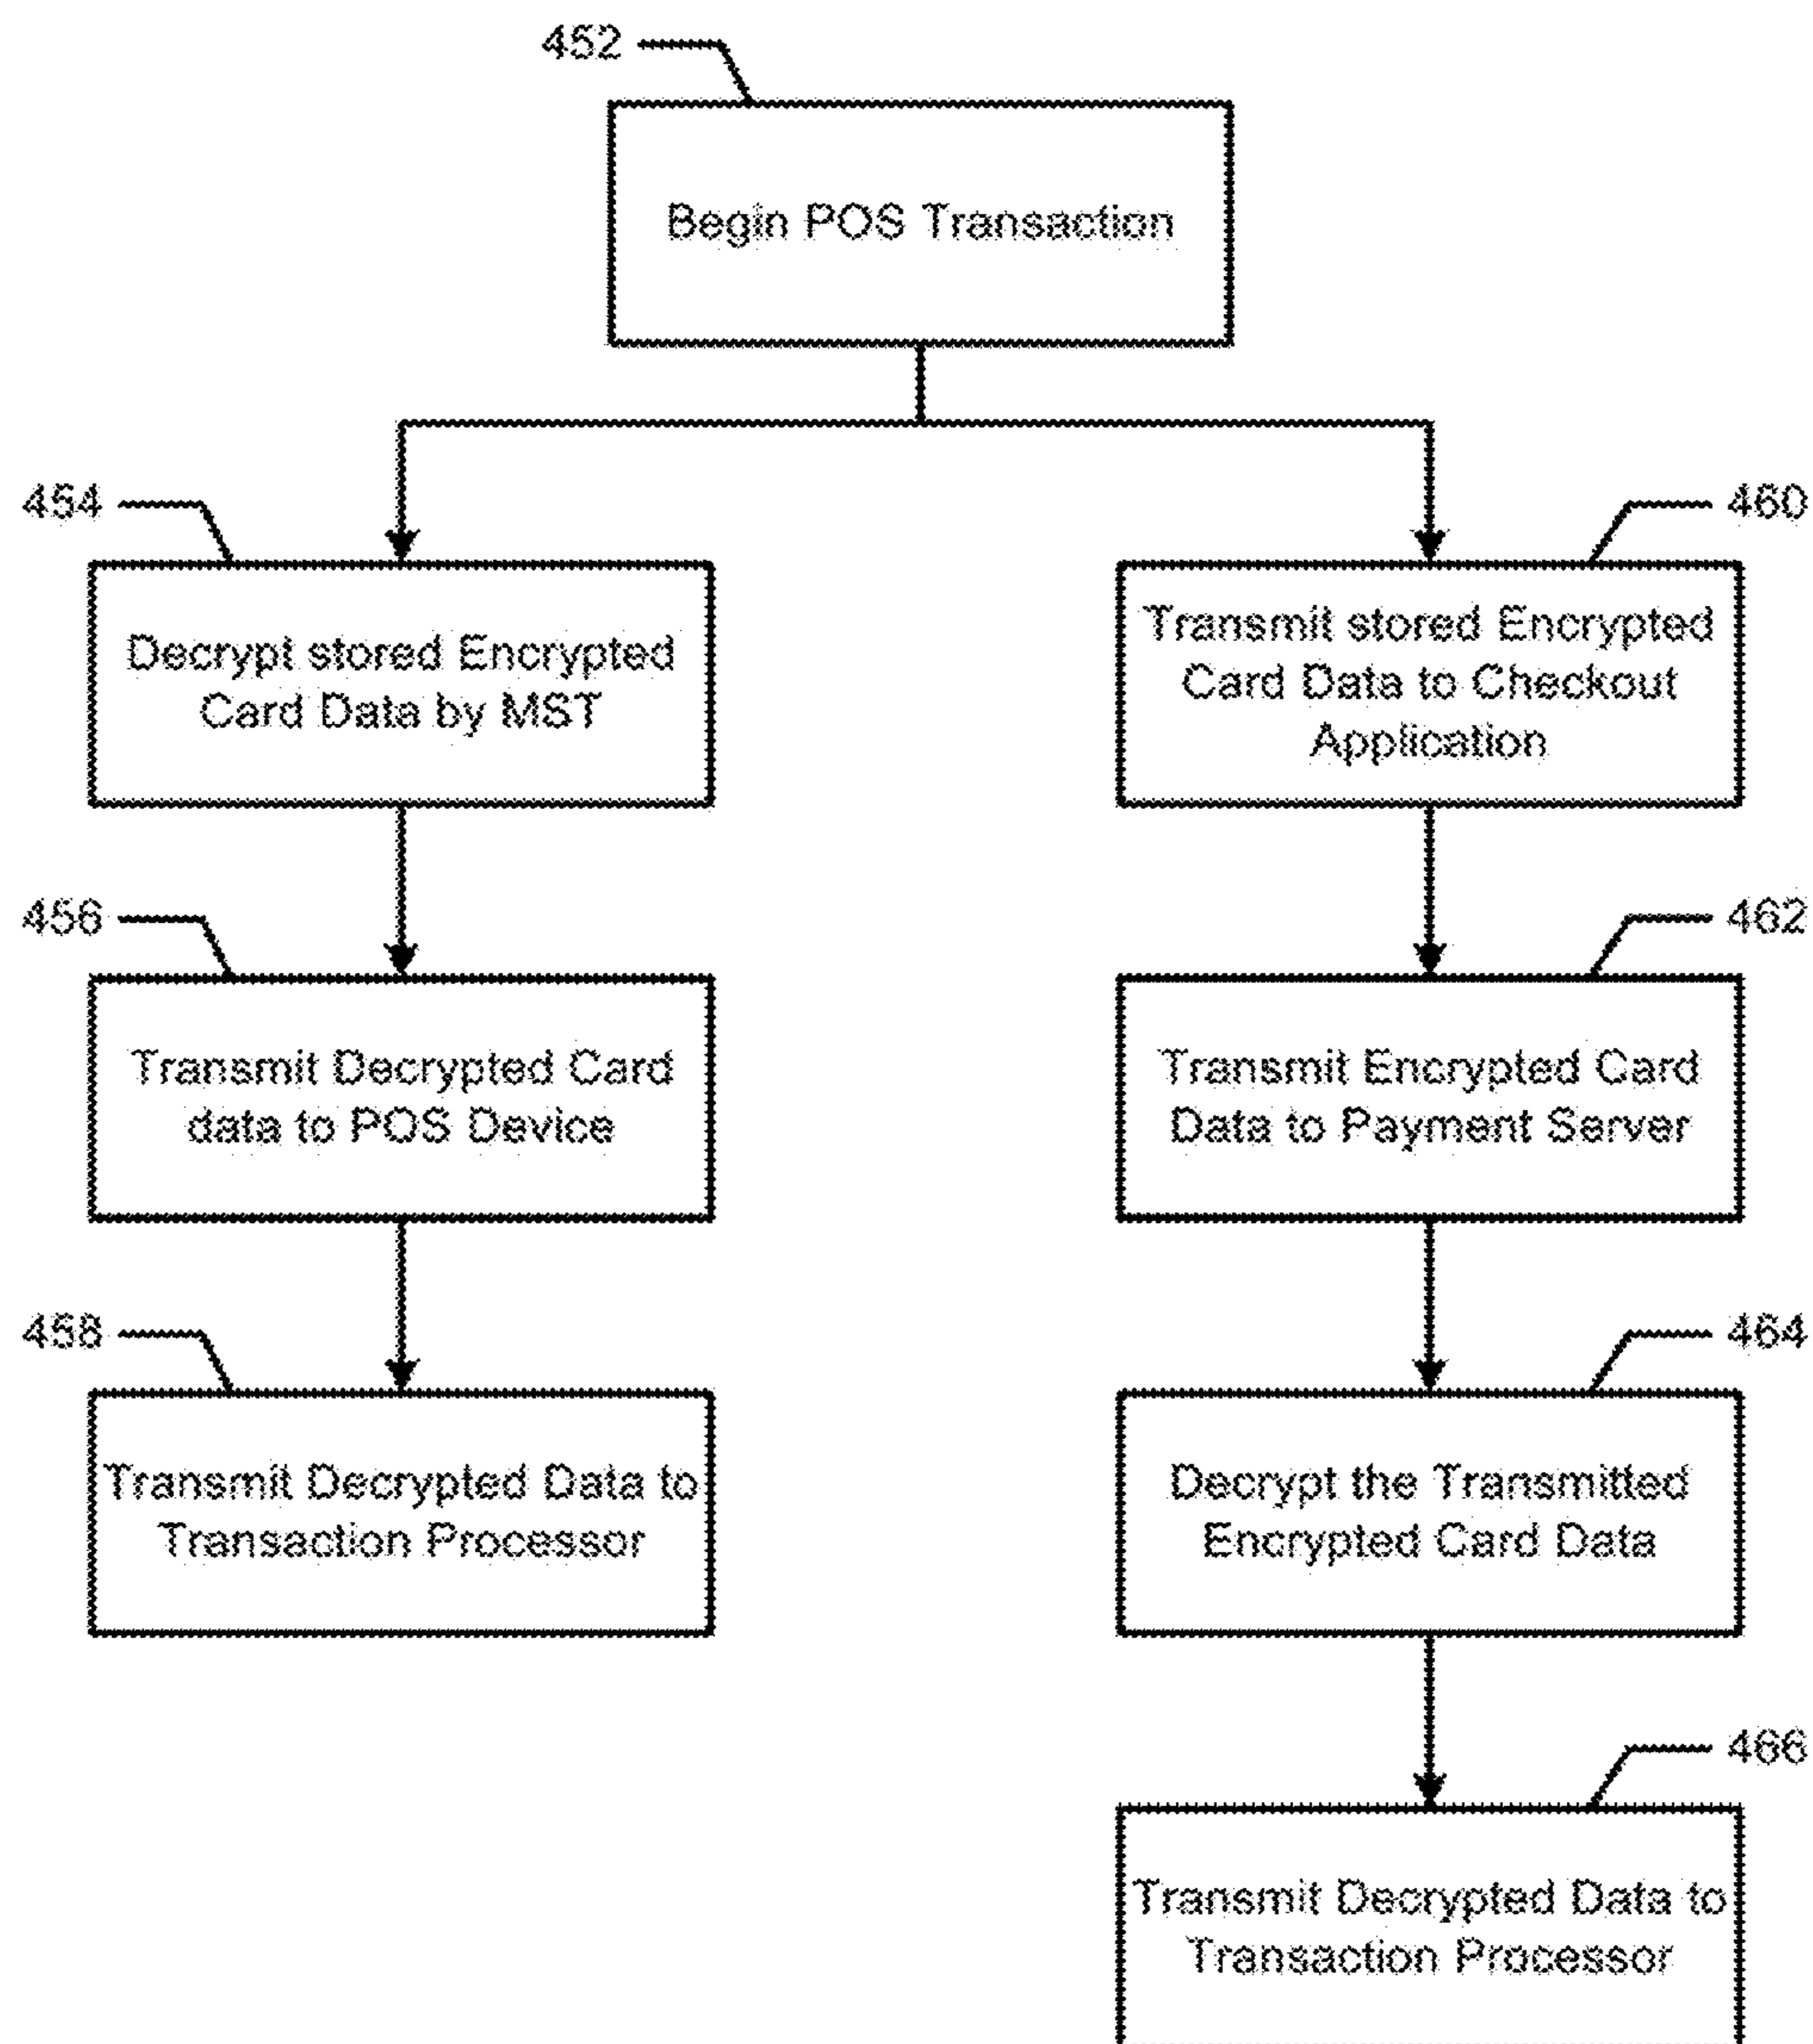 452
Begin POS Transaction
454
Decrypt stored Encrypted
Card Data by MST
456
Transmit Decrypted Card
data to POS Device
458
Transmit Decrypted Data to
Transaction Processor
460
Transmit stored Encrypted
Card Data to Checkout
Application
462
Transmit Encrypted Card
Data to Payment Server
464
Decrypt the Transmitted
Encrypted Card Data
466
Transmit Decrypted Data to
Transaction Processor